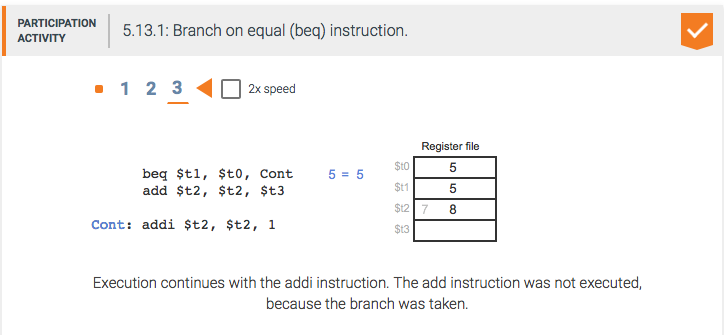 PARTICIPATION
ACTIVITY
5.13.1: Branch on equal (beq) instruction.
1 2 3 2x speed
Register file
beq $t1, $t0, Cont 5 = 5 $t0 5
add $t2, $t2, $t3 $t1 5
$t2 7 8
Cont: addi $t2, $t2, 1 $t3
Execution continues with the addi instruction. The add instruction was not executed,
because the branch was taken.